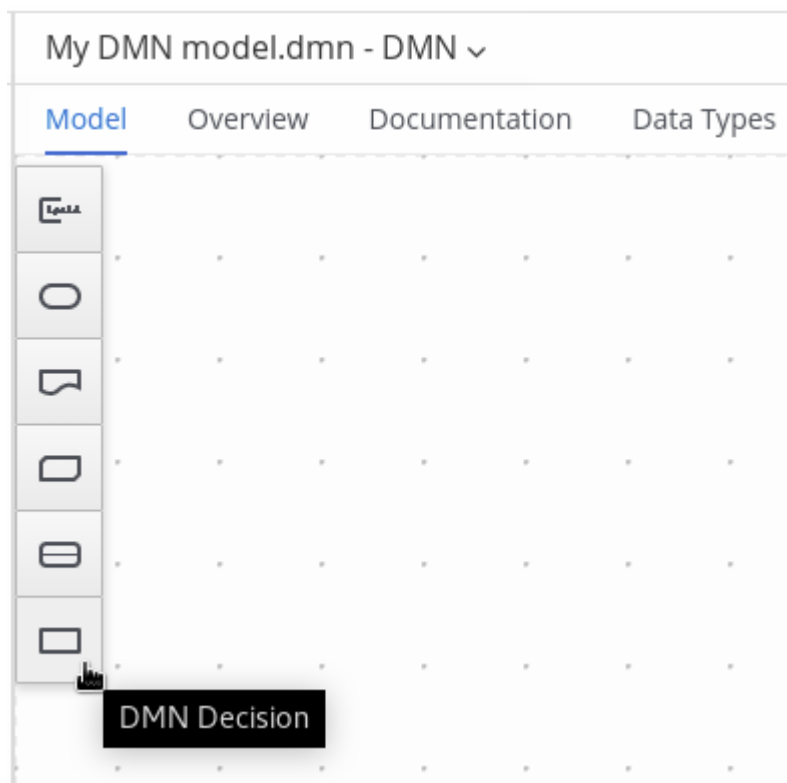 My DMN model.dmn - DMN
Model Overview Documentation Data Types
DMN Decision